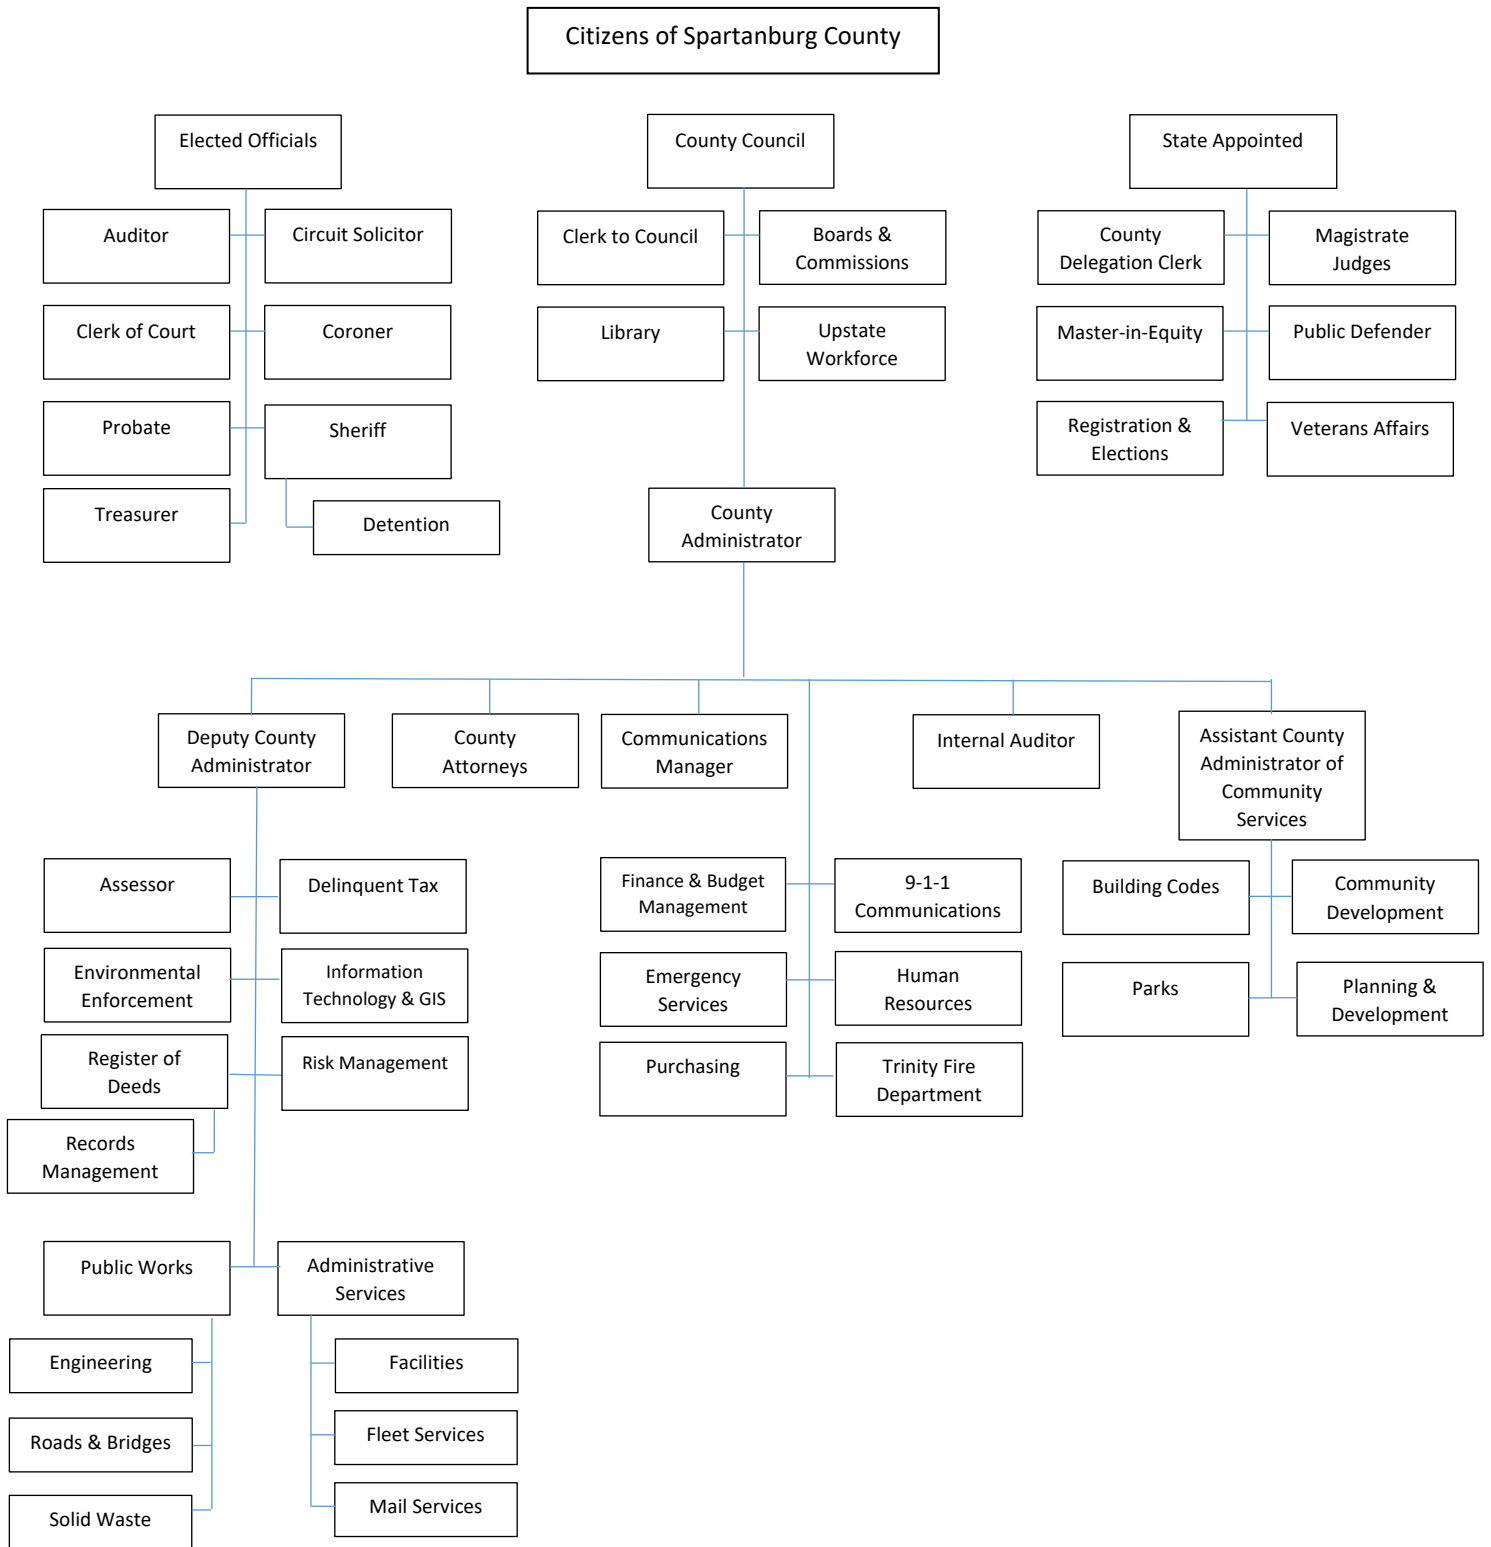 Citizens of Spartanburg County
Elected Officials
County Council
State Appointed
Auditor
Circuit Solicitor
Clerk to Council
Boards &
Commissions
County
Delegation Clerk
Magistrate
Judges
Clerk of Court
Coroner
Library
Upstate
Workforce
Master-in-Equity
Public Defender
Probate
Sheriff
Registration &
Elections
Veterans Affairs
Treasurer
Detention
County
Administrator
Deputy County
Administrator
County
Attorneys
Communications
Manager
Internal Auditor
Assistant County
Administrator of
Community
Services
Assessor
Delinquent Tax
Finance & Budget
Management
9-1-1
Communications
Building Codes
Community
Development
Environmental
Enforcement
Information
Technology & GIS
Emergency
Services
Human
Resources
Parks
Planning &
Development
Register of
Deeds
Risk Management
Purchasing
Trinity Fire
Department
Records
Management
Public Works
Administrative
Services
Engineering
Facilities
Roads & Bridges
Fleet Services
Solid Waste
Mail Services